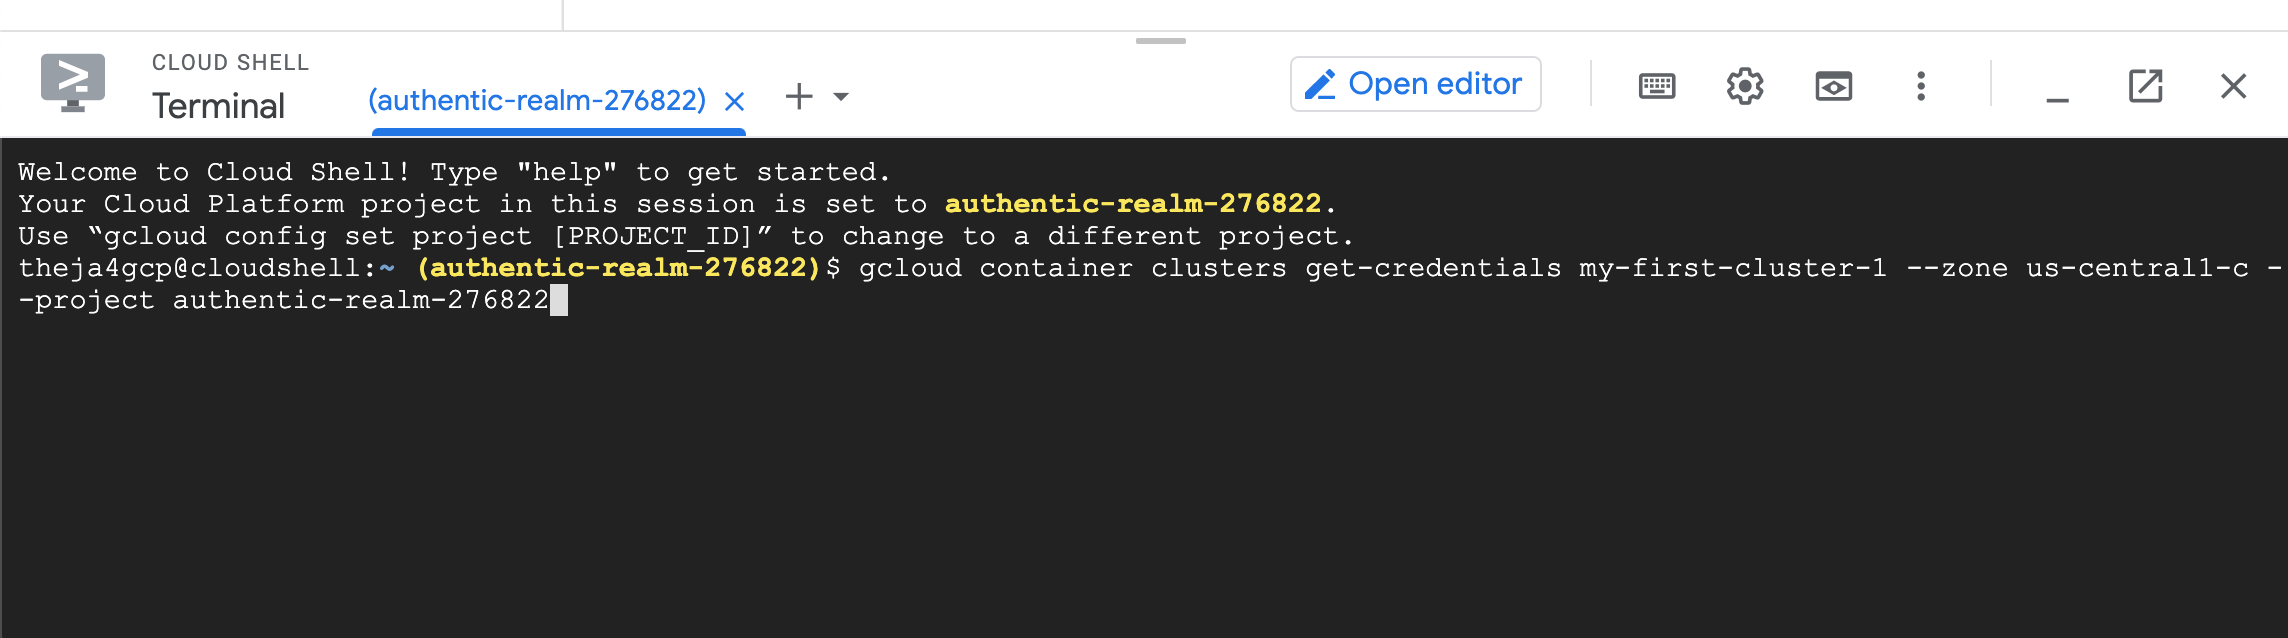 CLOUD SHELL
Terminal
(authentic-realm-276822)
Open editor
Welcome to Cloud Shell! Type "help" to get started.
Your Cloud Platform project in this session is set to authentic-realm-276822.
Use “gcloud config set project [PROJECT_ID]” to change to a different project.
theja4gcp@cloudshell:~ (authentic-realm-276822)$ gcloud container clusters get-credentials my-first-cluster-1 --zone us-central1-c -
-project authentic-realm-276822